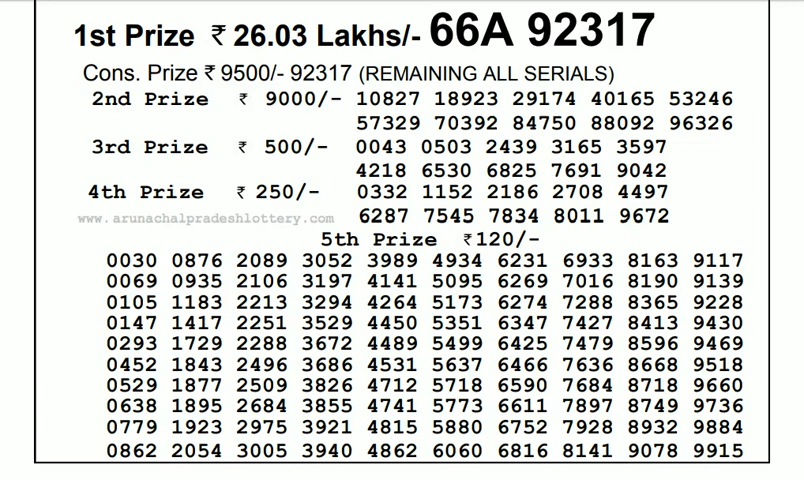 1st Prize ₹ 26.03 Lakhs/- 66A 92317
Cons. Prize ₹ 9500/- 92317 (REMAINING ALL SERIALS)
2nd Prize ₹ 9000/- 10827 18923 29174 40165 53246
57329 70392 84750 88092 96326
3rd Prize ₹ 500/- 0043 0503 2439 3165 3597
4218 6530 6825 7691 9042
4th Prize ₹ 250/- 0332 1152 2186 2708 4497
www.arunachalpradeshlottery.com 6287 7545 7834 8011 9672
5th Prize ₹120/-
0030 0876 2089 3052 3989 4934 6231 6933 8163 9117
0069 0935 2106 3197 4141 5095 6269 7016 8190 9139
0105 1183 2213 3294 4264 5173 6274 7288 8365 9228
0147 1417 2251 3529 4450 5351 6347 7427 8413 9430
0293 1729 2288 3672 4489 5499 6425 7479 8596 9469
0452 1843 2496 3686 4531 5637 6466 7636 8668 9518
0529 1877 2509 3826 4712 5718 6590 7684 8718 9660
0638 1895 2684 3855 4741 5773 6611 7897 8749 9736
0779 1923 2975 3921 4815 5880 6752 7928 8932 9884
0862 2054 3005 3940 4862 6060 6816 8141 9078 9915